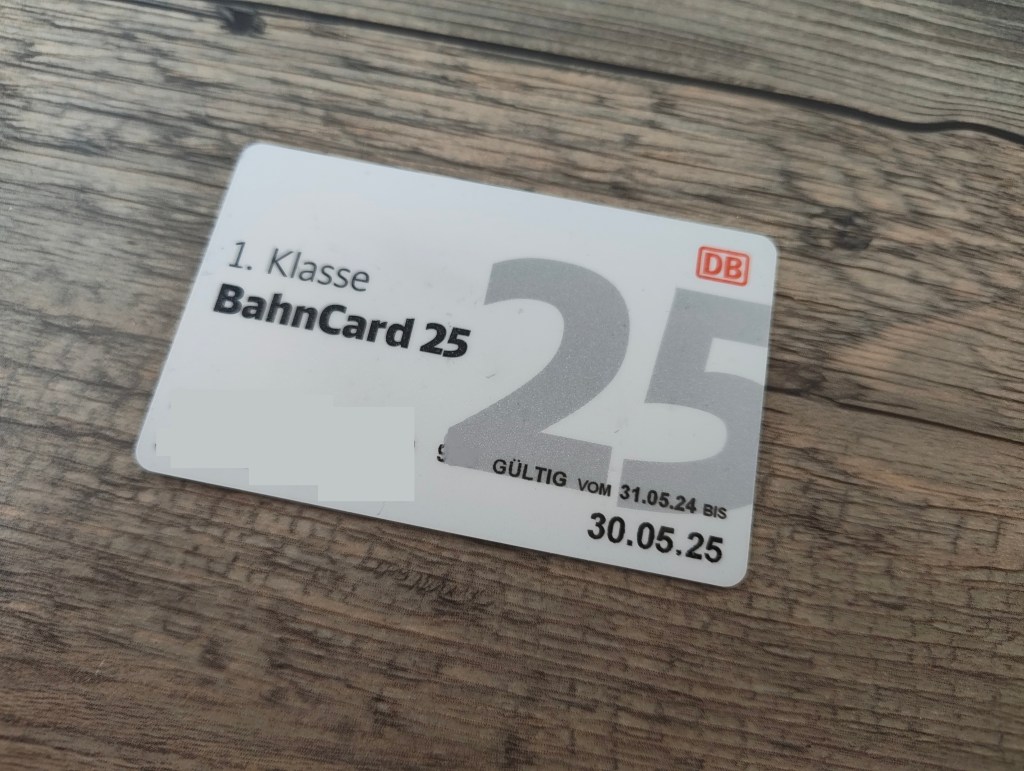 DB
1. Klasse
BahnCard 25
25
GÜLTIG VOM 31.05.24 BIS
30.05.25